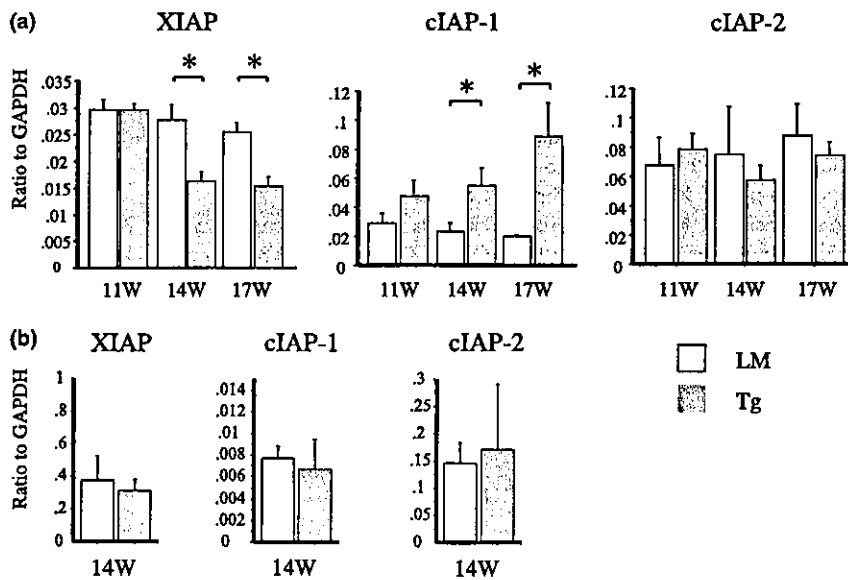 (a)
XIAP
cIAP-1
cIAP-2
Ratio to GAPDH
.035
.03
.025
.02
.015
.01
.005
0
* *
11W 14W 17W
.12
.1
.08
.06
.04
.02
0
* *
11W 14W 17W
.12
.1
.08
.06
.04
.02
0
11W 14W 17W
(b)
XIAP
cIAP-1
cIAP-2
Ratio to GAPDH
1
.8
.6
.4
.2
0
14W
.014
.012
.01
.008
.006
.004
.002
0
14W
.3
.25
.2
.15
.1
.05
0
14W
LM
Tg